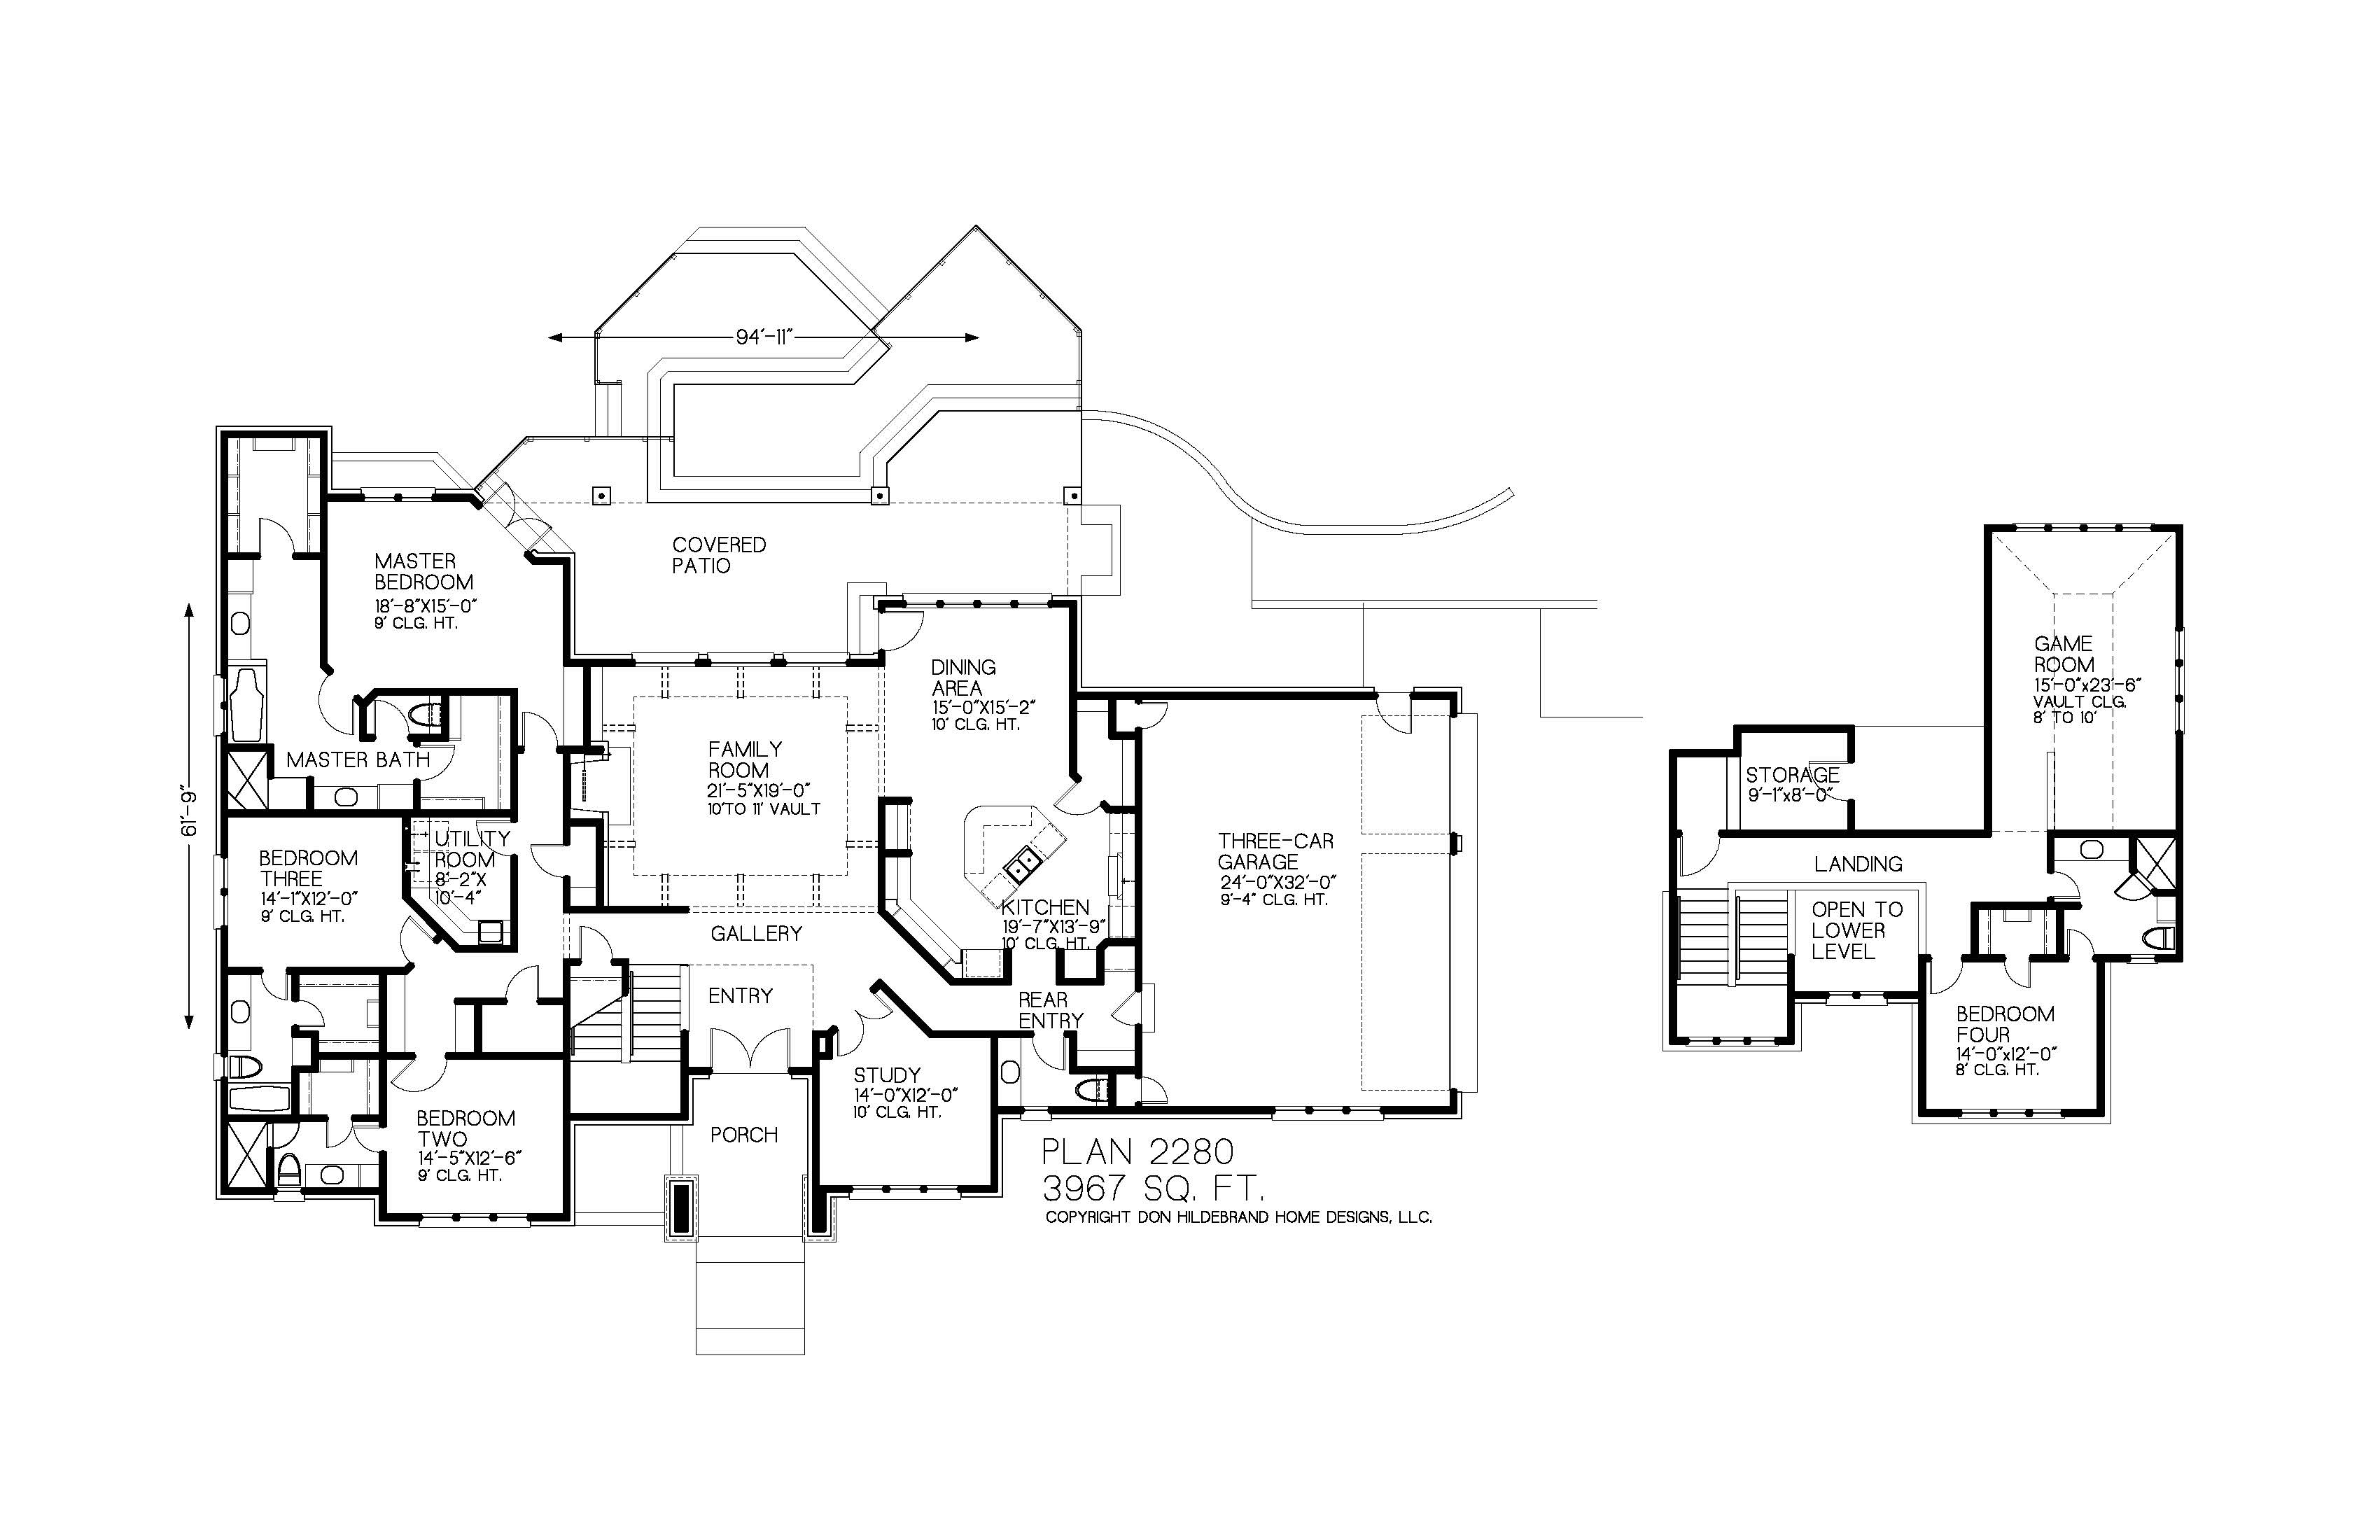 94'-11"
61'-9"
COVERED
PATIO
MASTER
BEDROOM
18'-8"X15'-0"
9' CLG. HT.
DINING
AREA
15'-0"X15'-2"
10' CLG. HT.
FAMILY
ROOM
21'-5"X19'-0"
10'TO 11' VAULT
MASTER BATH
UTILITY
ROOM
8'-2"X
10'-4"
BEDROOM
THREE
14'-1"X12'-0"
9' CLG. HT.
THREE-CAR
GARAGE
24'-0"X32'-0"
9'-4" CLG. HT.
KITCHEN
19'-7"X13'-9"
10' CLG. HT.
GALLERY
ENTRY
REAR
ENTRY
STUDY
14'-0"X12'-0"
10' CLG. HT.
BEDROOM
TWO
14'-5"X12'-6"
9' CLG. HT.
PORCH
PLAN 2280
3967 SQ. FT.
COPYRIGHT DON HILDEBRAND HOME DESIGNS, LLC.
GAME
ROOM
15'-0"x23'-6"
VAULT CLG.
8' TO 10'
STORAGE
9'-1"x8'-0"
LANDING
OPEN TO
LOWER
LEVEL
BEDROOM
FOUR
14'-0"x12'-0"
8' CLG. HT.